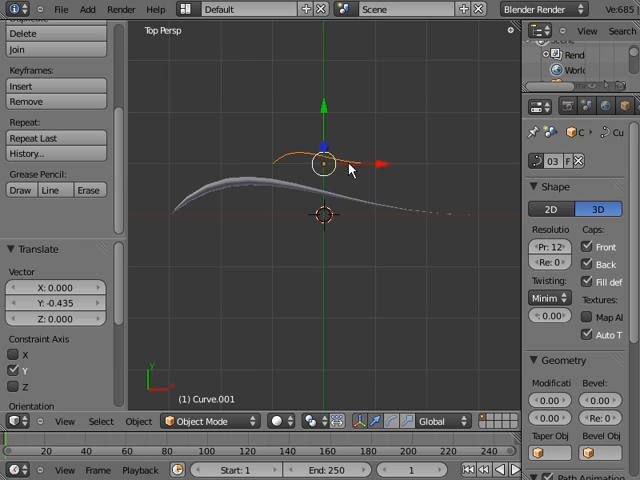 File Add Render Help Default Scene Blender Render Ve:685 |
Top Persp
View Search
Delete
Join
Rend
Keyframes:
World
Insert
Remove
Repeat:
Repeat Last
C Cu
History...
03 F
Grease Pencil:
Shape
Draw Line Erase
2D 3D
Resolutio Caps:
Pr: 12 Front
Translate
Re: 0 Back
Vector
Twisting: Fill def
X: 0.000
Minim Textures:
Y: -0.435
0.00 Map Al
Z: 0.000
Auto T
Constraint Axis
X
Geometry
Y
Modificati Bevel:
Z
0.00 0.00
(1) Curve.001
Orientation
0.00 Re: 0
View Select Object Object Mode Global
Taper Obj Bevel Obj
20 40 60 80 100 120 140 160 180 200 220 240
View Frame Playback Start: 1 End: 250 1
Path Animation